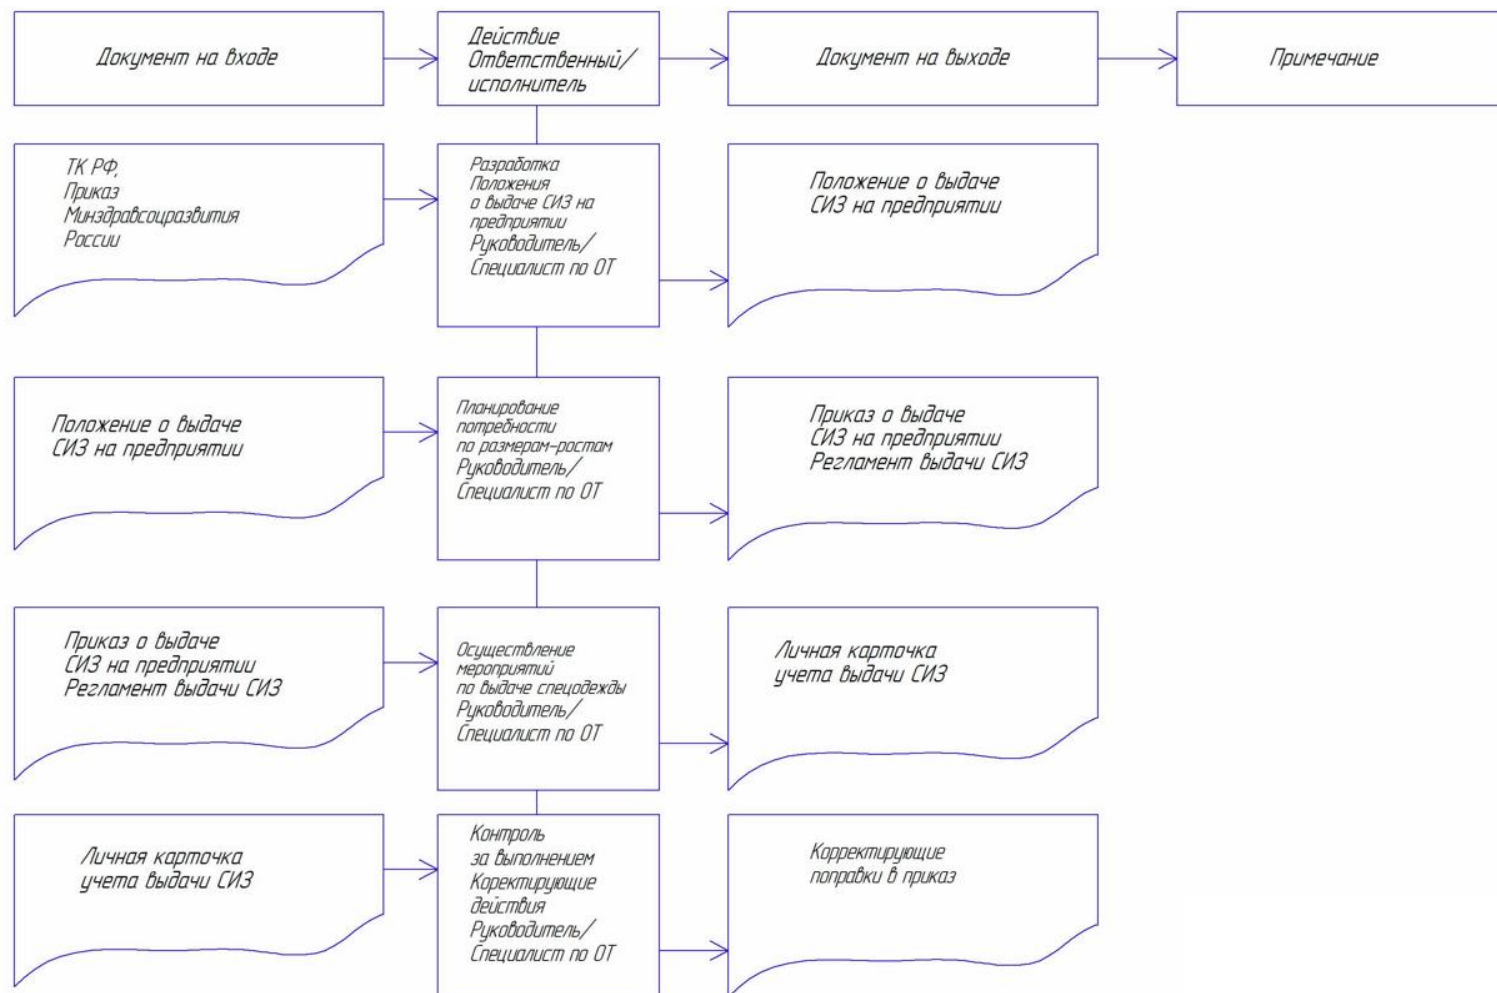 Документ на входе
Действие
Ответственный/
исполнитель
Документ на выходе
Примечание
ТК РФ,
Приказ
Минздравсоцразвития
России
Разработка
Положения
о выдаче СИЗ на
предприятии
Руководитель/
Специалист по ОТ
Положение о выдаче
СИЗ на предприятии
Положение о выдаче
СИЗ на предприятии
Планирование
потребности
по размерам-ростам
Руководитель/
Специалист по ОТ
Приказ о выдаче
СИЗ на предприятии
Регламент выдачи СИЗ
Приказ о выдаче
СИЗ на предприятии
Регламент выдачи СИЗ
Осуществление
мероприятий
по выдаче спецодежды
Руководитель/
Специалист по ОТ
Личная карточка
учета выдачи СИЗ
Личная карточка
учета выдачи СИЗ
Контроль
за выполнением
Коректирующие
действия
Руководитель/
Специалист по ОТ
Корректирующие
поправки в приказ